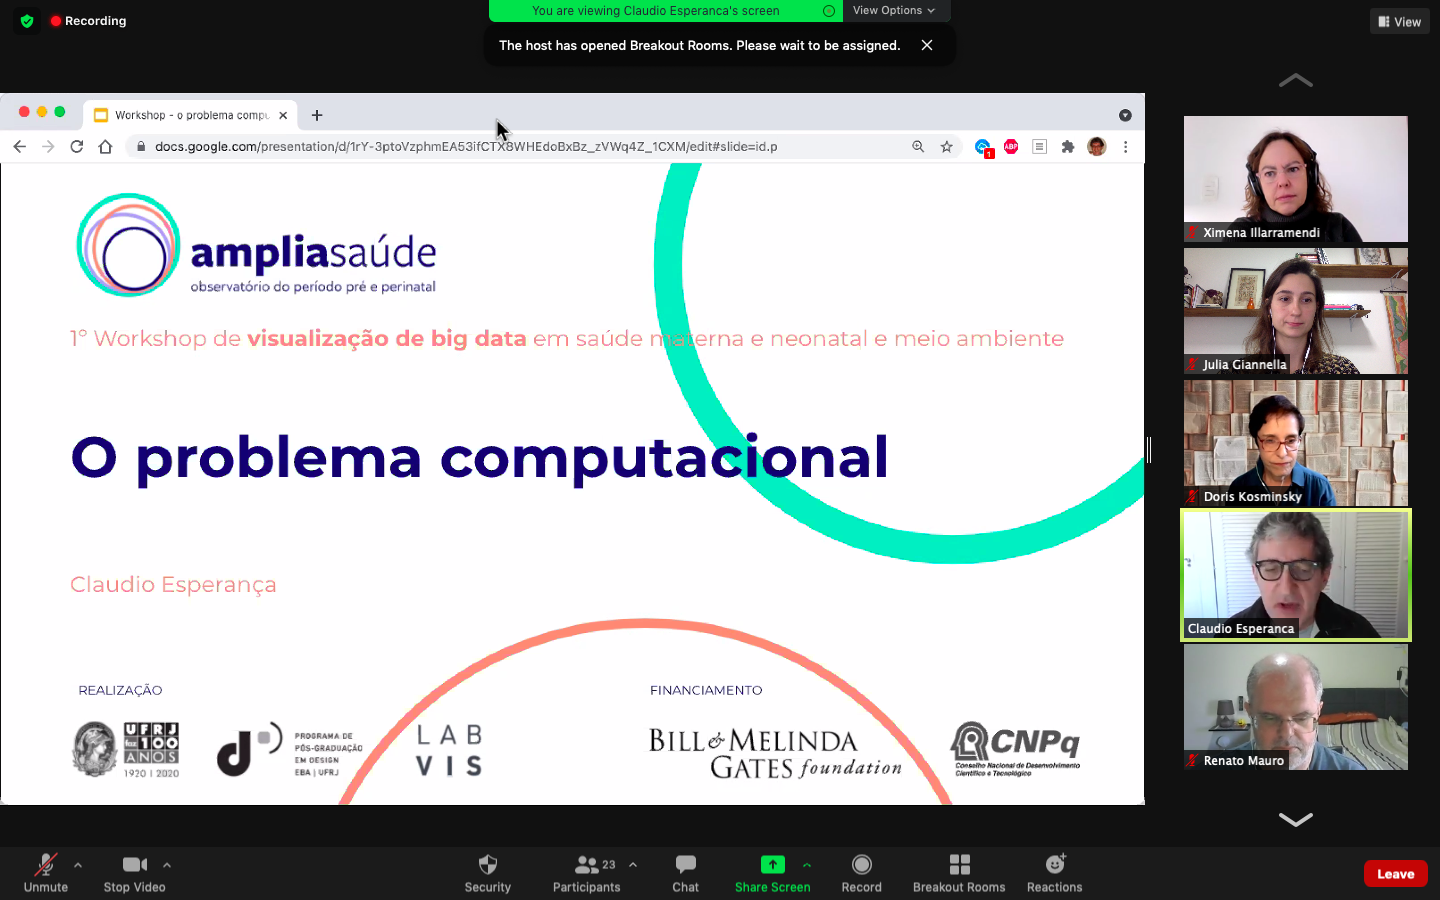 Recording
You are viewing Claudio Esperanca's screen
View Options
The host has opened Breakout Rooms. Please wait to be assigned.
View
Workshop - o problema compu
docs.google.com/presentation/d/1rY-3ptoVzphmEA53ifCTX8WHEdoBxBz_zVWq4Z_1CXM/edit#slide=id.p
1
ABP
ampliasaúde
observatório do período pré e perinatal
1º Workshop de visualização de big data em saúde materna e neonatal e meio ambiente
O problema computacional
Claudio Esperança
REALIZAÇÃO
FINANCIAMENTO
UFRJ
faz 100
ANOS
1920 | 2020
PROGRAMA DE
PÓS-GRADUAÇÃO
EM DESIGN
EBA | UFRJ
LAB
VIS
BILL & MELINDA
GATES foundation
CNPq
Conselho Nacional de Desenvolvimento
Científico e Tecnológico
Ximena Illarramendi
Julia Giannella
Doris Kosminsky
Claudio Esperanca
Renato Mauro
Unmute
Stop Video
Security
23
Participants
Chat
Share Screen
Record
Breakout Rooms
Reactions
Leave